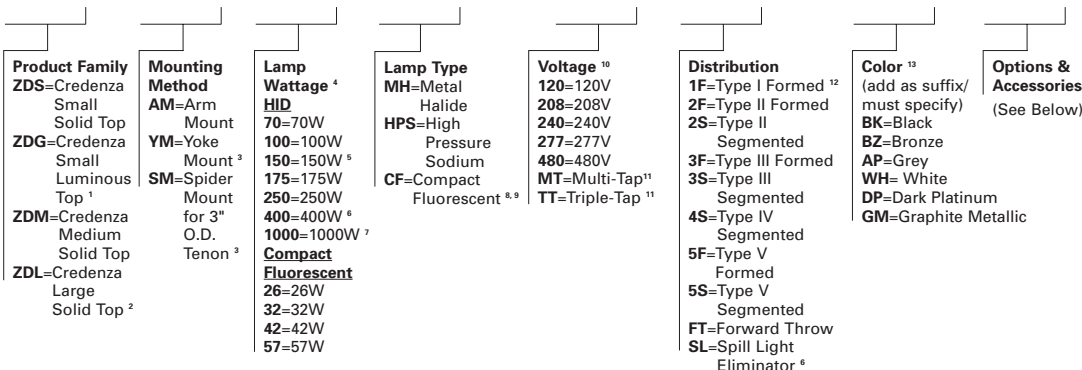 Product Family
ZDS=Credenza
Small
Solid Top
ZDG=Credenza
Small
Luminous
Top ¹
ZDM=Credenza
Medium
Solid Top
ZDL=Credenza
Large
Solid Top ²
Mounting
Method
AM=Arm
Mount
YM=Yoke
Mount ³
SM=Spider
Mount
for 3"
O.D.
Tenon ³
Lamp
Wattage ⁴
HID
70=70W
100=100W
150=150W ⁵
175=175W
250=250W
400=400W ⁶
1000=1000W ⁷
Compact
Fluorescent
26=26W
32=32W
42=42W
57=57W
Lamp Type
MH=Metal
Halide
HPS=High
Pressure
Sodium
CF=Compact
Fluorescent ⁸, ⁹
Voltage ¹⁰
120=120V
208=208V
240=240V
277=277V
480=480V
MT=Multi-Tap¹¹
TT=Triple-Tap ¹¹
Distribution
1F=Type I Formed ¹²
2F=Type II Formed
2S=Type II
Segmented
3F=Type III Formed
3S=Type III
Segmented
4S=Type IV
Segmented
5F=Type V
Formed
5S=Type V
Segmented
FT=Forward Throw
SL=Spill Light
Eliminator ⁶
Color ¹³
(add as suffix/
must specify)
BK=Black
BZ=Bronze
AP=Grey
WH= White
DP=Dark Platinum
GM=Graphite Metallic
Options &
Accessories
(See Below)